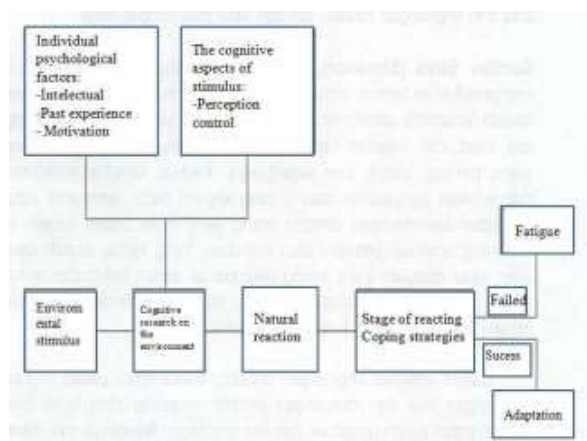 Individual
psychological
factors:
-Intelectual
-Past experience
- Motivation
The cognitive
aspects of
stimulus:
-Perception
control
Environ
ental
stimulus
Cognitive
research on
the
environment
Natural
reaction
Stage of reacting
Coping strategies
Fatigue
Failed
Sucess
Adaptation